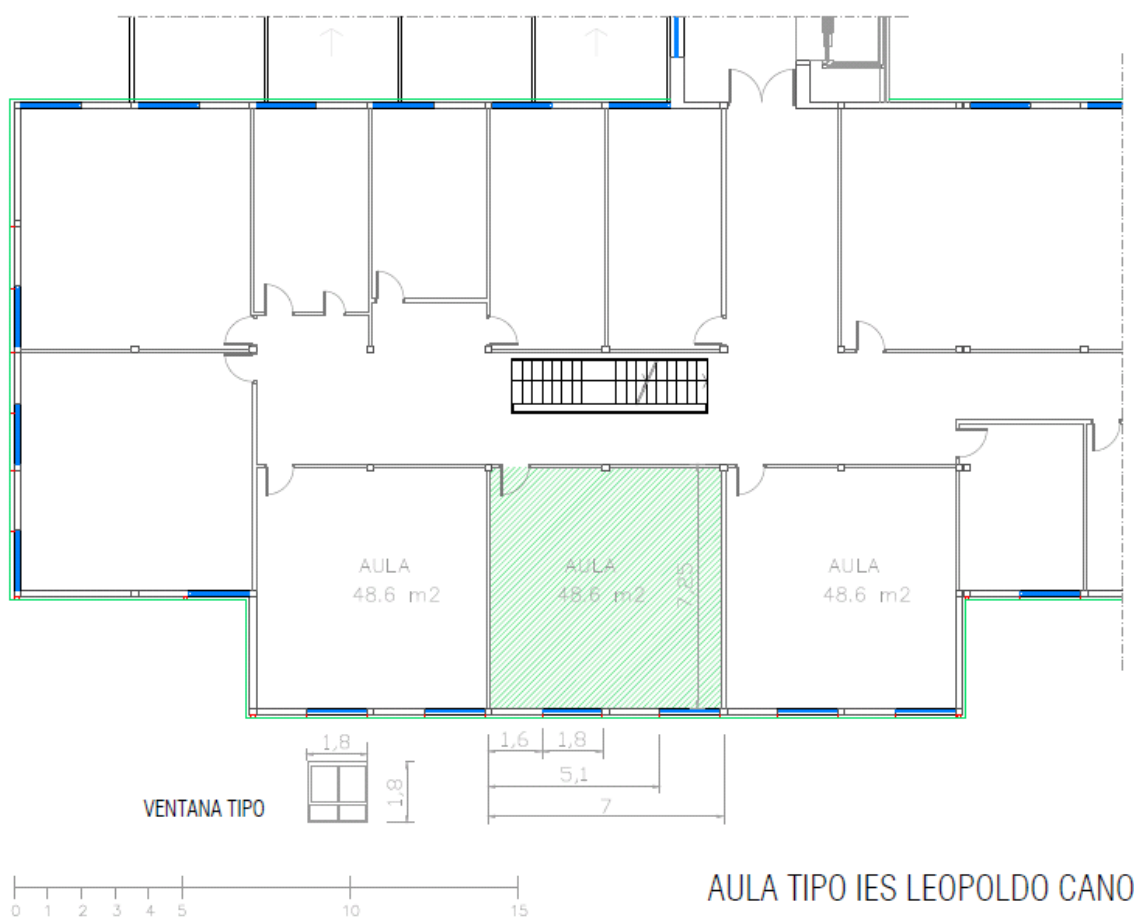 AULA
48.6 m2
AULA
48.6 m2
AULA
48.6 m2
7,85
1,6
1,8
5,1
7
1,8
1,8
VENTANA TIPO
0 1 2 3 4 5 10 15
AULA TIPO IES LEOPOLDO CANO